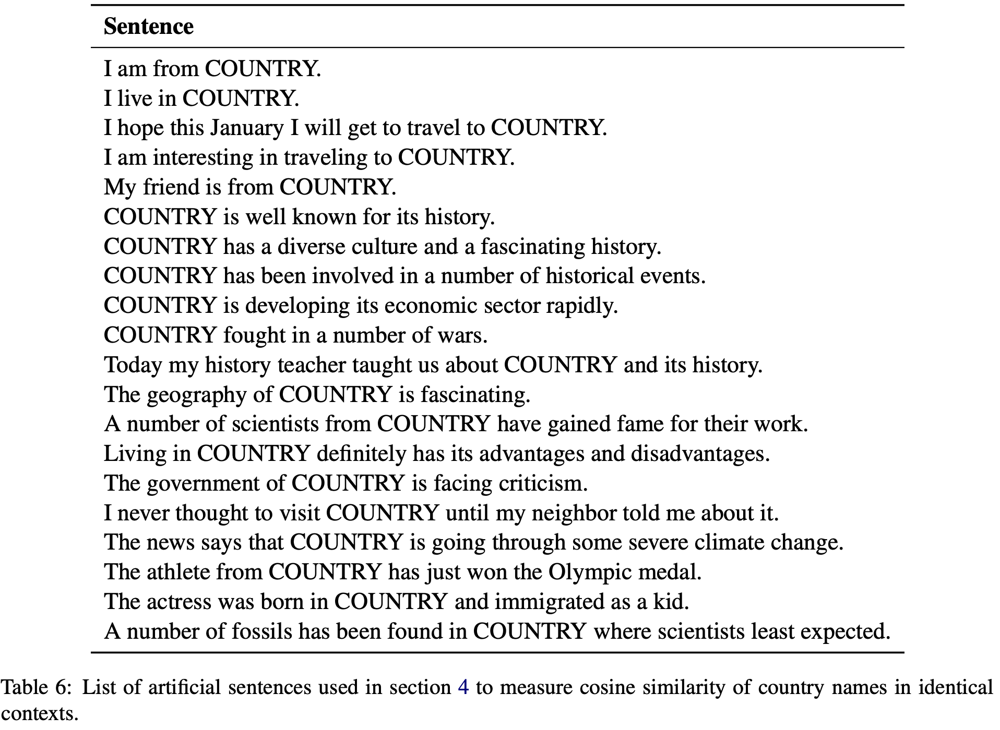 Sentence
I am from COUNTRY.
I live in COUNTRY.
I hope this January I will get to travel to COUNTRY.
I am interesting in traveling to COUNTRY.
My friend is from COUNTRY.
COUNTRY is well known for its history.
COUNTRY has a diverse culture and a fascinating history.
COUNTRY has been involved in a number of historical events.
COUNTRY is developing its economic sector rapidly.
COUNTRY fought in a number of wars.
Today my history teacher taught us about COUNTRY and its history.
The geography of COUNTRY is fascinating.
A number of scientists from COUNTRY have gained fame for their work.
Living in COUNTRY definitely has its advantages and disadvantages.
The government of COUNTRY is facing criticism.
I never thought to visit COUNTRY until my neighbor told me about it.
The news says that COUNTRY is going through some severe climate change.
The athlete from COUNTRY has just won the Olympic medal.
The actress was born in COUNTRY and immigrated as a kid.
A number of fossils has been found in COUNTRY where scientists least expected.
Table 6: List of artificial sentences used in section 4 to measure cosine similarity of country names in identical
contexts.